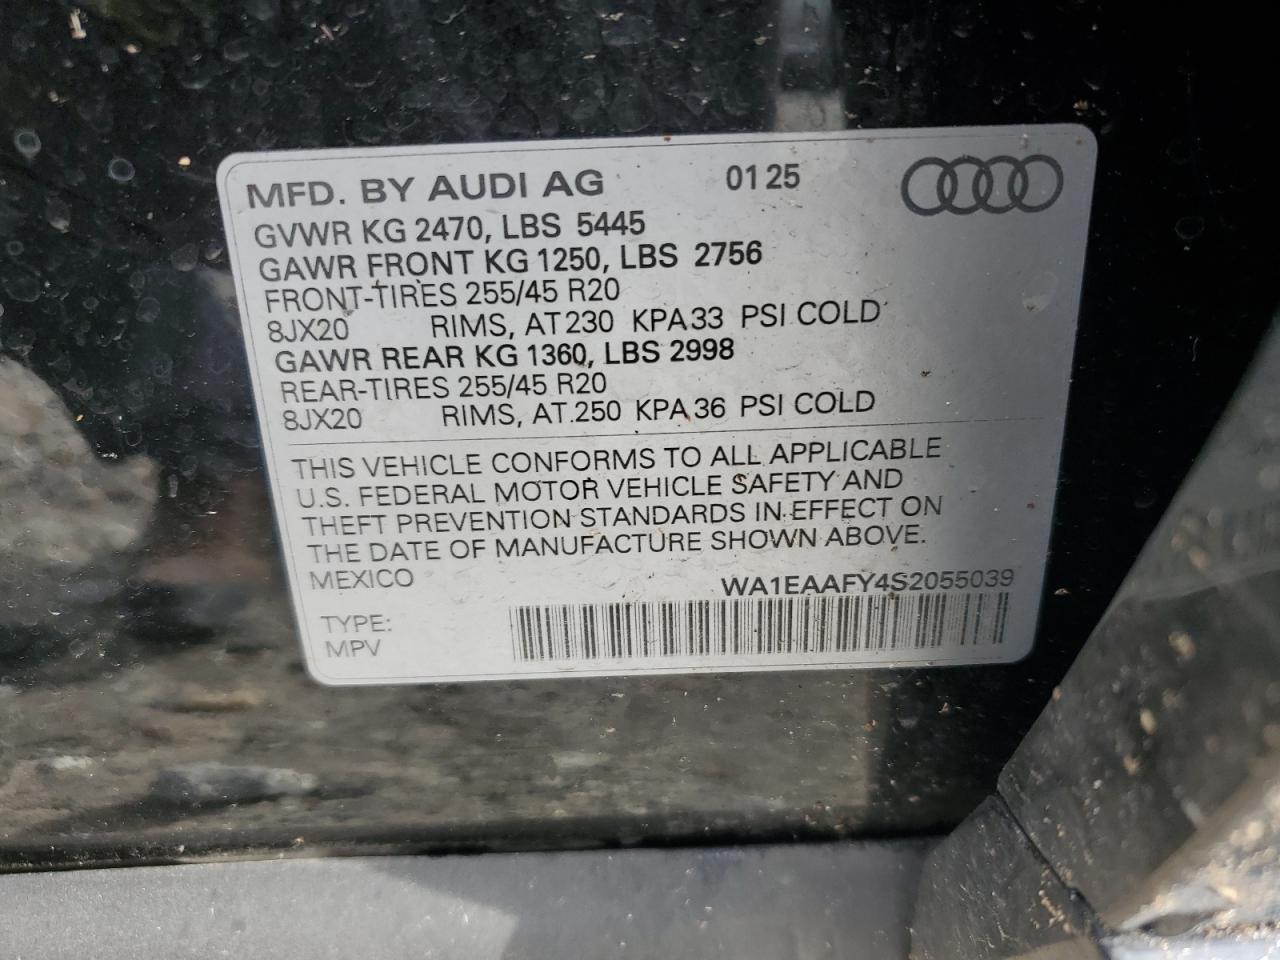 MFD. BY AUDI AG 01 25
GVWR KG 2470, LBS 5445
GAWR FRONT KG 1250, LBS 2756
FRONT-TIRES 255/45 R20
8JX20 RIMS, AT 230 KPA 33 PSI COLD
GAWR REAR KG 1360, LBS 2998
REAR-TIRES 255/45 R20
8JX20 RIMS, AT 250 KPA 36 PSI COLD
THIS VEHICLE CONFORMS TO ALL APPLICABLE
U.S. FEDERAL MOTOR VEHICLE SAFETY AND
THEFT PREVENTION STANDARDS IN EFFECT ON
THE DATE OF MANUFACTURE SHOWN ABOVE.
MEXICO WA1EAAFY4S2055039
TYPE:
MPV